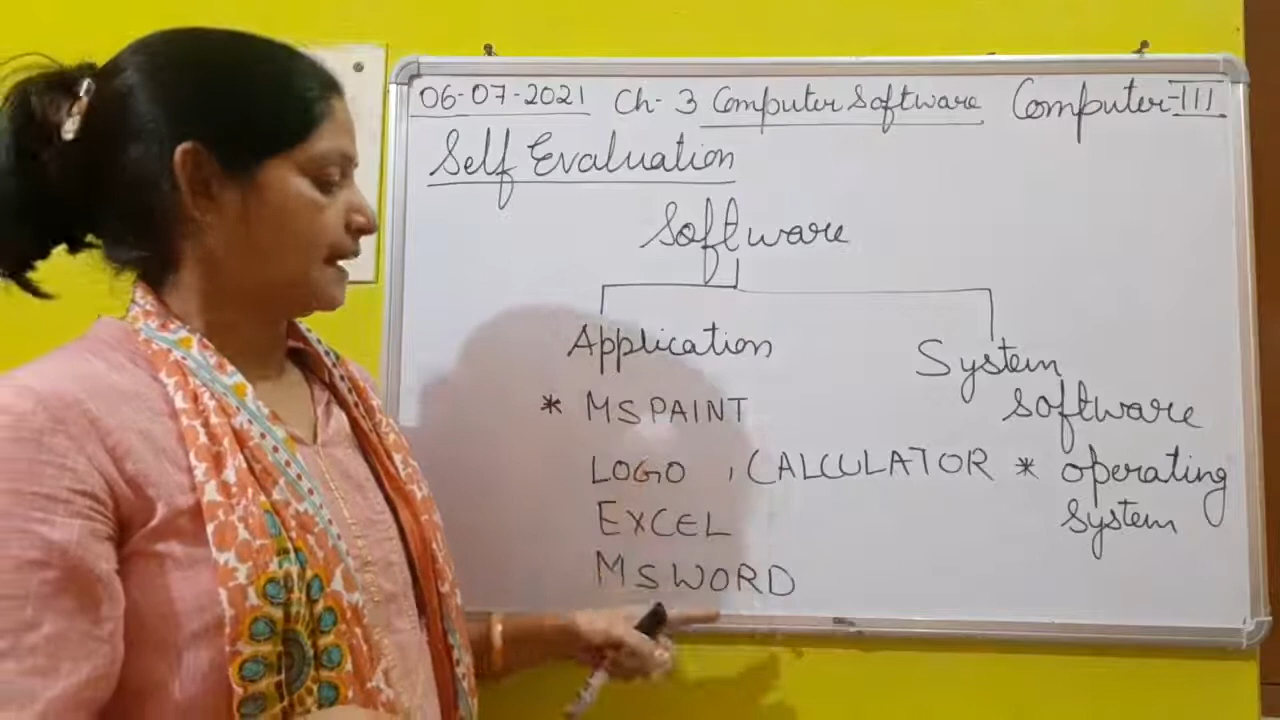 06-07-2021 Ch-3 Computer Software Computer-III
Self Evaluation
Software
Application
System
software
* MSPAINT
LOGO , CALCULATOR
EXCEL
MSWORD
* operating
system